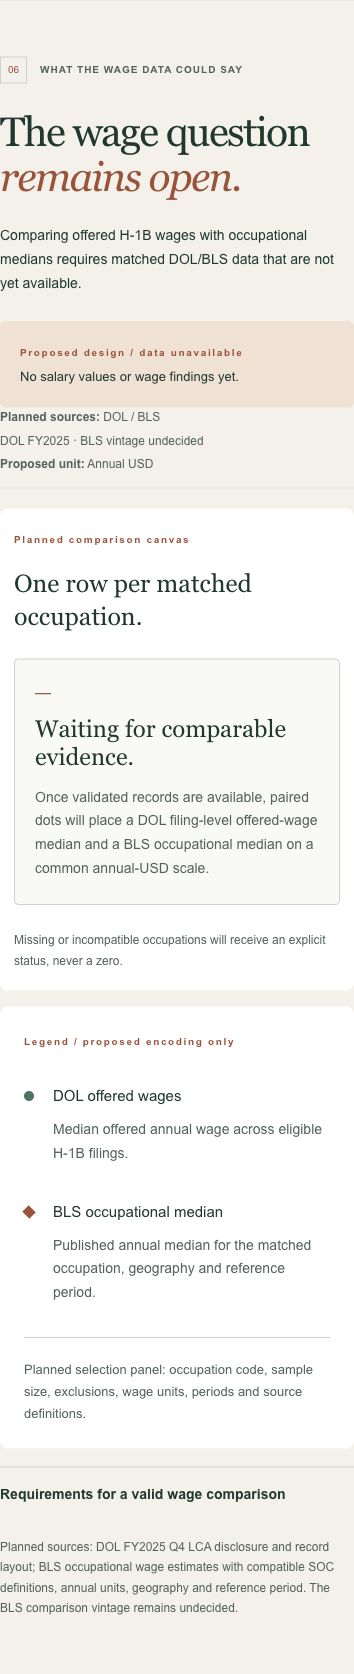 06 WHAT THE WAGE DATA COULD SAY
The wage question
remains open.
Comparing offered H-1B wages with occupational
medians requires matched DOL/BLS data that are not
yet available.
Proposed design / data unavailable
No salary values or wage findings yet.
Planned sources: DOL / BLS
DOL FY2025 · BLS vintage undecided
Proposed unit: Annual USD
Planned comparison canvas
One row per matched
occupation.
—
Waiting for comparable
evidence.
Once validated records are available, paired
dots will place a DOL filing-level offered-wage
median and a BLS occupational median on a
common annual-USD scale.
Missing or incompatible occupations will receive an explicit
status, never a zero.
Legend / proposed encoding only
DOL offered wages
Median offered annual wage across eligible
H-1B filings.
BLS occupational median
Published annual median for the matched
occupation, geography and reference
period.
Planned selection panel: occupation code, sample
size, exclusions, wage units, periods and source
definitions.
Requirements for a valid wage comparison
Planned sources: DOL FY2025 Q4 LCA disclosure and record
layout; BLS occupational wage estimates with compatible SOC
definitions, annual units, geography and reference period. The
BLS comparison vintage remains undecided.